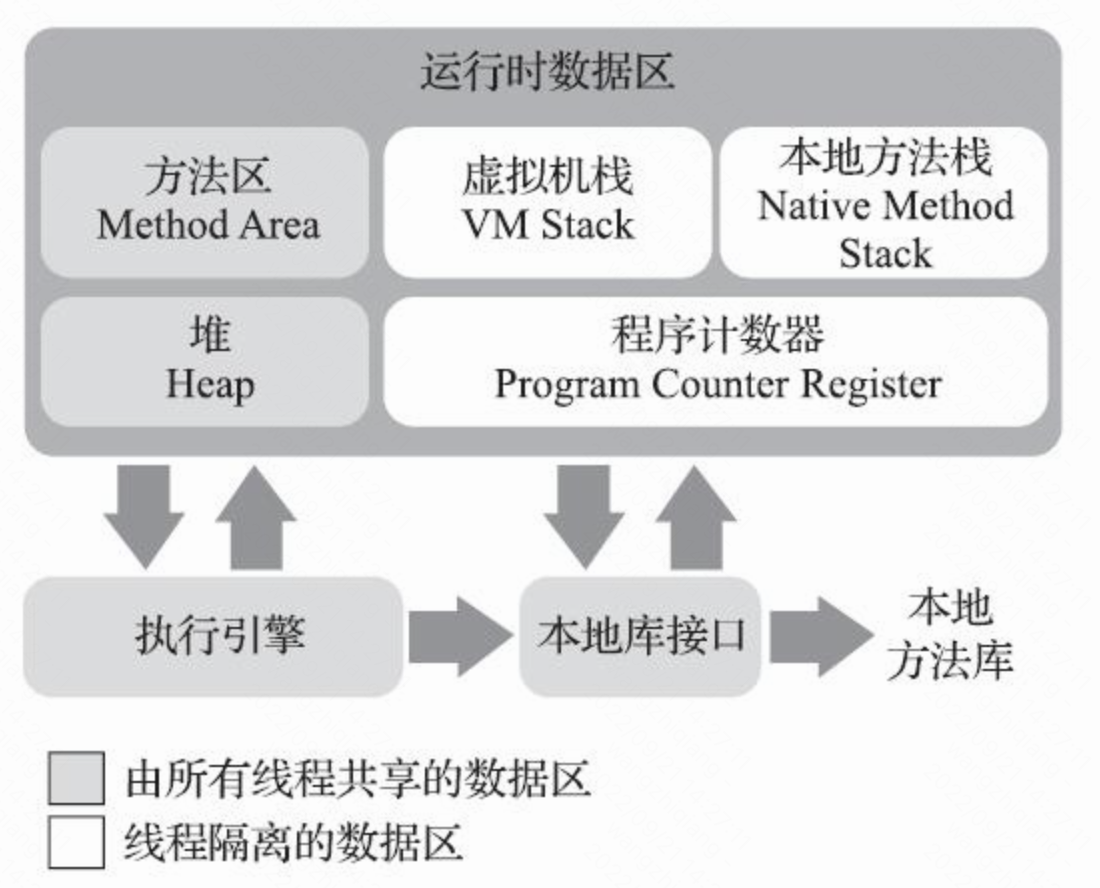 运行时数据区
方法区
Method Area
虚拟机栈
VM Stack
本地方法栈
Native Method
Stack
堆
Heap
程序计数器
Program Counter Register
执行引擎
本地库接口
本地
方法库
由所有线程共享的数据区
线程隔离的数据区